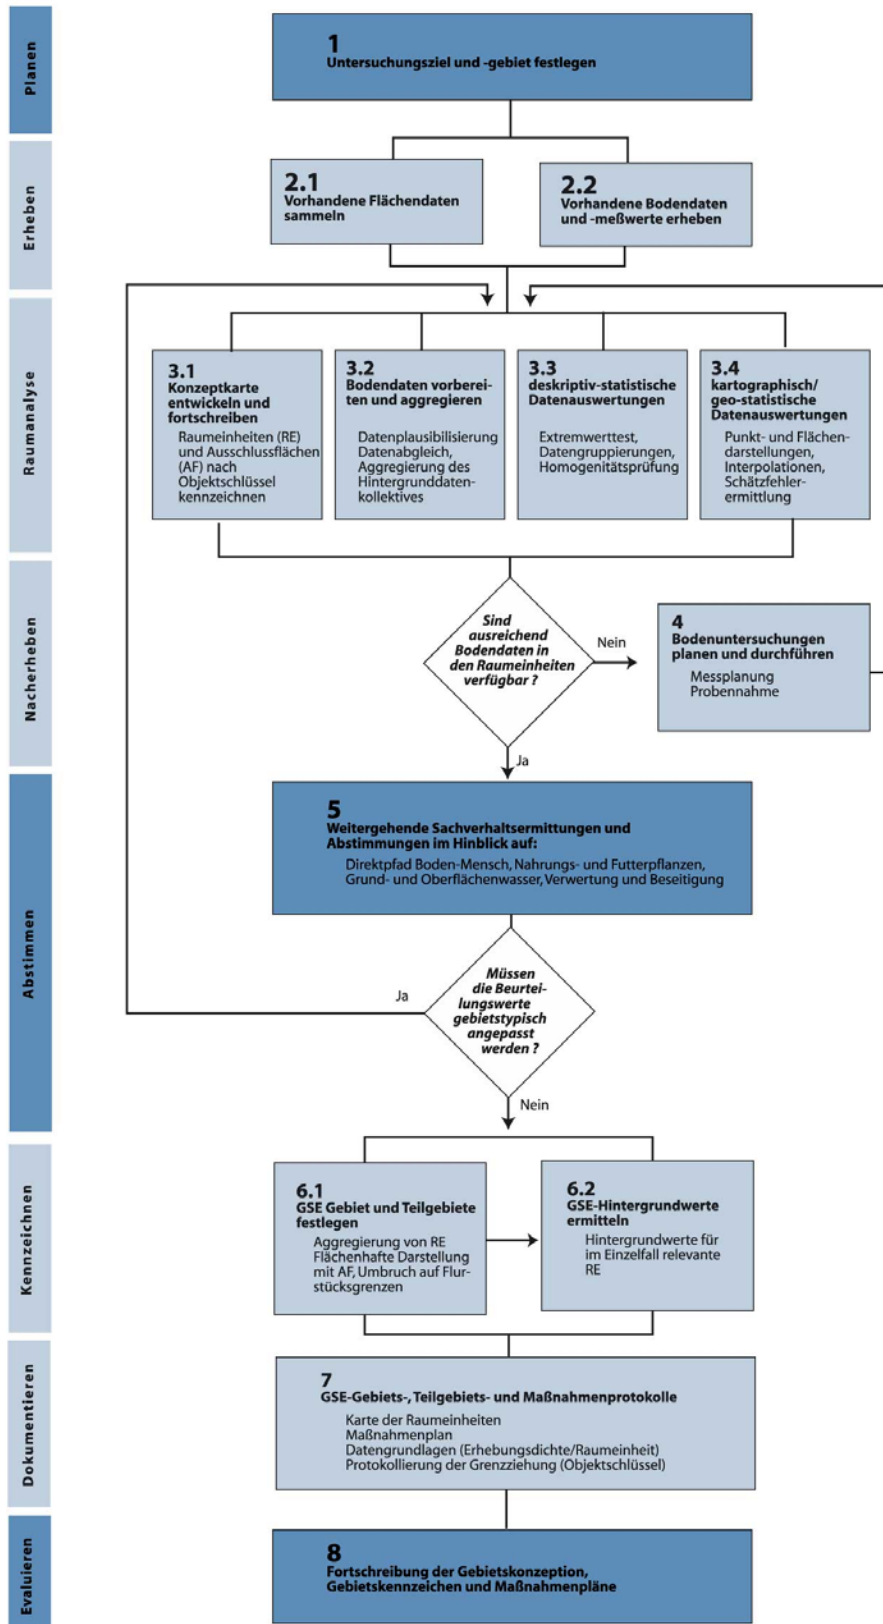 Planen
1
Untersuchungsziel und -gebiet festlegen
Erheben
2.1
Vorhandene Flächendaten
sammeln
2.2
Vorhandene Bodendaten
und -meßwerte erheben
Raumanalyse
3.1
Konzeptkarte
entwickeln und
fortschreiben
Raumeinheiten (RE)
und Ausschlussflächen
(AF) nach
Objektschlüssel
kennzeichnen
3.2
Bodendaten vorberei-
ten und aggregieren
Datenplausibilisierung
Datenabgleich,
Aggregierung des
Hintergrunddaten-
kollektives
3.3
deskriptiv-statistische
Datenauswertungen
Extremwerttest,
Datengruppierungen,
Homogenitätsprüfung
3.4
kartographisch/
geo-statistische
Datenauswertungen
Punkt- und Flächen-
darstellungen,
Interpolationen,
Schätzfehler-
ermittlung
Nacherheben
Sind
ausreichend
Bodendaten in
den Raumeinheiten
verfügbar ?
Nein
4
Bodenuntersuchungen
planen und durchführen
Messplanung
Probennahme
Ja
Abstimmen
5
Weitergehende Sachverhaltsermittungen und
Abstimmungen im Hinblick auf:
Direktpfad Boden-Mensch, Nahrungs- und Futterpflanzen,
Grund- und Oberflächenwasser, Verwertung und Beseitigung
Ja
Müssen
die Beurtei-
lungswerte
gebietstypisch
angepasst
werden ?
Nein
Kennzeichnen
6.1
GSE Gebiet und Teilgebiete
festlegen
Aggregierung von RE
Flächenhafte Darstellung
mit AF, Umbruch auf Flur-
stücksgrenzen
6.2
GSE-Hintergrundwerte
ermitteln
Hintergrundwerte für
im Einzelfall relevante
RE
Dokumentieren
7
GSE-Gebiets-, Teilgebiets- und Maßnahmenprotokolle
Karte der Raumeinheiten
Maßnahmenplan
Datengrundlagen (Erhebungsdichte/Raumeinheit)
Protokollierung der Grenzziehung (Objektschlüssel)
Evaluieren
8
Fortschreibung der Gebietskonzeption,
Gebietskennzeichen und Maßnahmenpläne